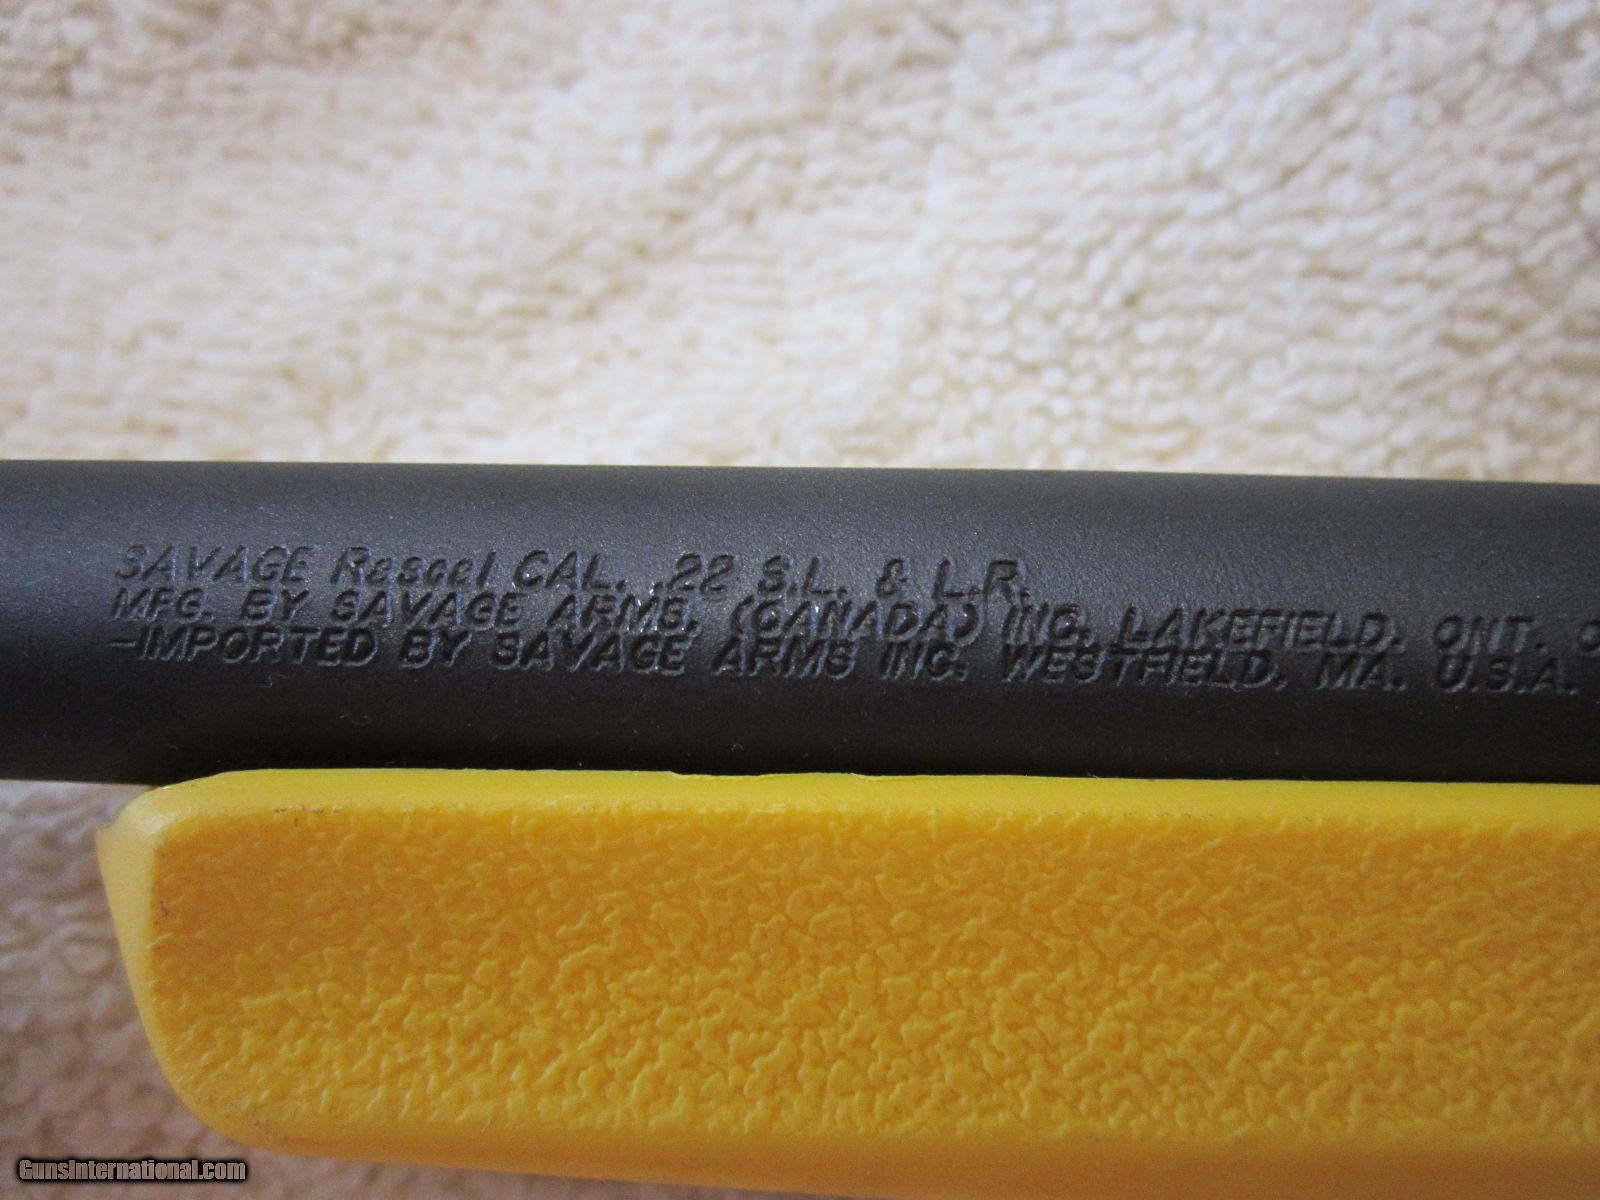 SAVAGE Rascal CAL. .22 S.L. & L.R.
MFG. BY SAVAGE ARMS. (CANADA) INC. LAKEFIELD. ONT.
-IMPORTED BY SAVAGE ARMS INC. WESTFIELD, MA. U.S.A.
GunsInternational.com